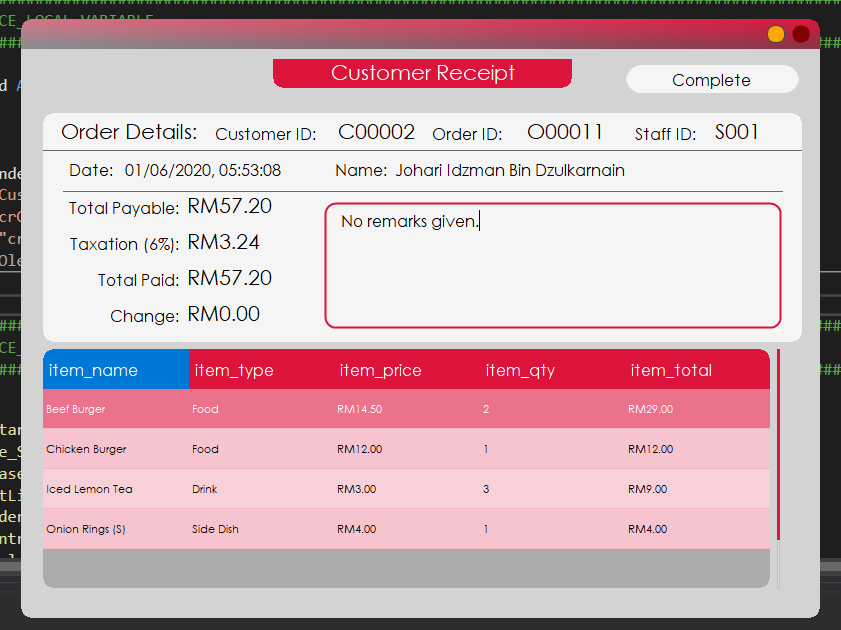 CE_LOCAL_VARIABLE
Customer Receipt
Complete
Order Details: Customer ID: C00002 Order ID: O00011 Staff ID: S001
Date: 01/06/2020, 05:53:08 Name: Johari Idzman Bin Dzulkarnain
Total Payable: RM57.20
No remarks given.
Taxation (6%): RM3.24
Total Paid: RM57.20
Change: RM0.00
item_name item_type item_price item_qty item_total
Beef Burger Food RM14.50 2 RM29.00
Chicken Burger Food RM12.00 1 RM12.00
Iced Lemon Tea Drink RM3.00 3 RM9.00
Onion Rings (S) Side Dish RM4.00 1 RM4.00